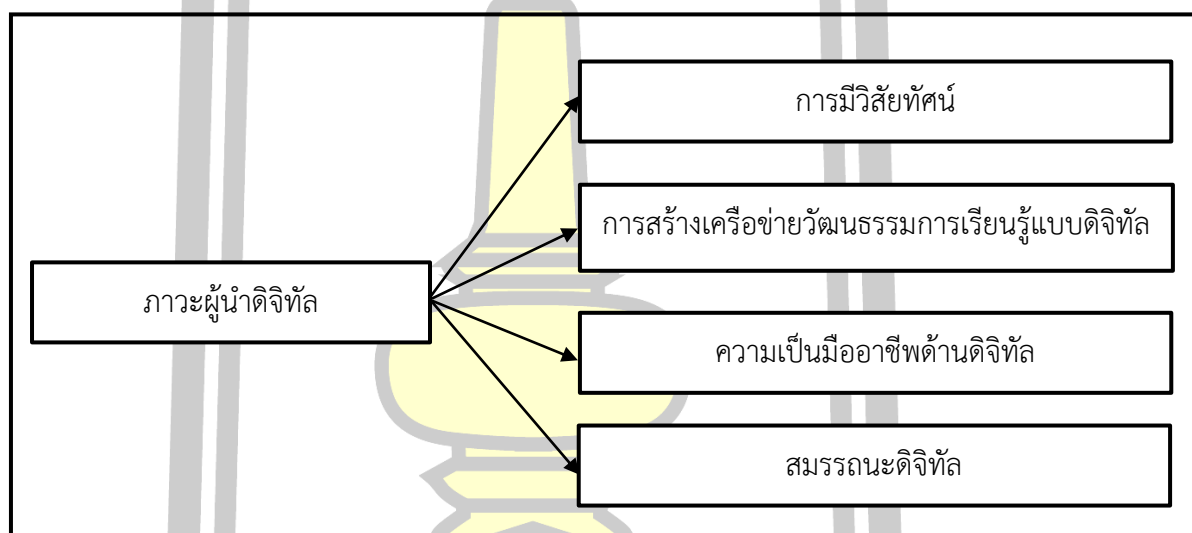 การมีวิสัยทัศน์
การสร้างเครือข่ายวัฒนธรรมการเรียนรู้แบบดิจิทัล
ภาวะผู้นำดิจิทัล
ความเป็นมืออาชีพด้านดิจิทัล
สมรรถนะดิจิทัล